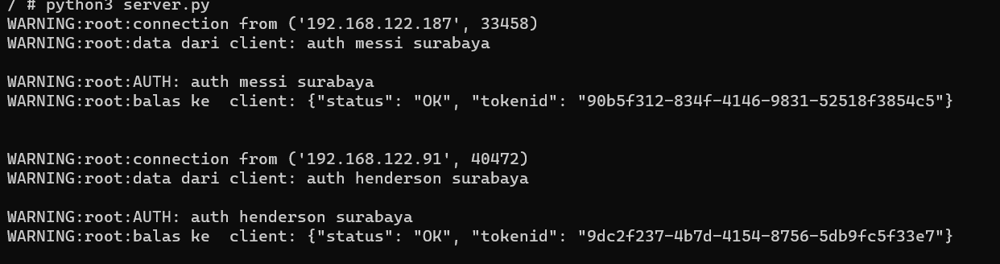 / # python3 server.py
WARNING:root:connection from ('192.168.122.187', 33458)
WARNING:root:data dari client: auth messi surabaya
WARNING:root:AUTH: auth messi surabaya
WARNING:root:balas ke  client: {"status": "OK", "tokenid": "90b5f312-834f-4146-9831-52518f3854c5"}
WARNING:root:connection from ('192.168.122.91', 40472)
WARNING:root:data dari client: auth henderson surabaya
WARNING:root:AUTH: auth henderson surabaya
WARNING:root:balas ke  client: {"status": "OK", "tokenid": "9dc2f237-4b7d-4154-8756-5db9fc5f33e7"}